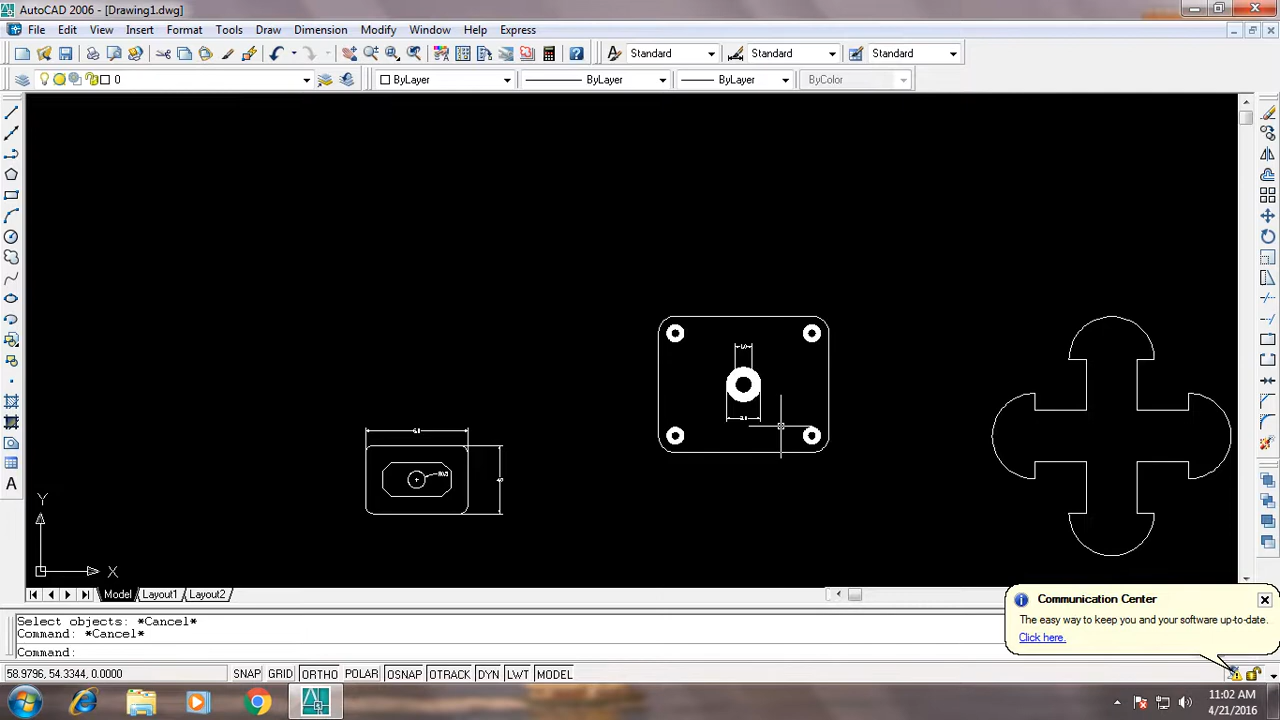 AutoCAD 2006 - [Drawing1.dwg]
File Edit View Insert Format Tools Draw Dimension Modify Window Help Express
Standard Standard Standard
0 ByLayer ByLayer ByLayer ByColor
Y
X
Model Layout1 Layout2
Communication Center
The easy way to keep you and your software up-to-date.
Click here.
Select objects: *Cancel*
Command: *Cancel*
Command:
58.9796, 54.3344, 0.0000 SNAP GRID ORTHO POLAR OSNAP OTRACK DYN LWT MODEL
11:02 AM
4/21/2016